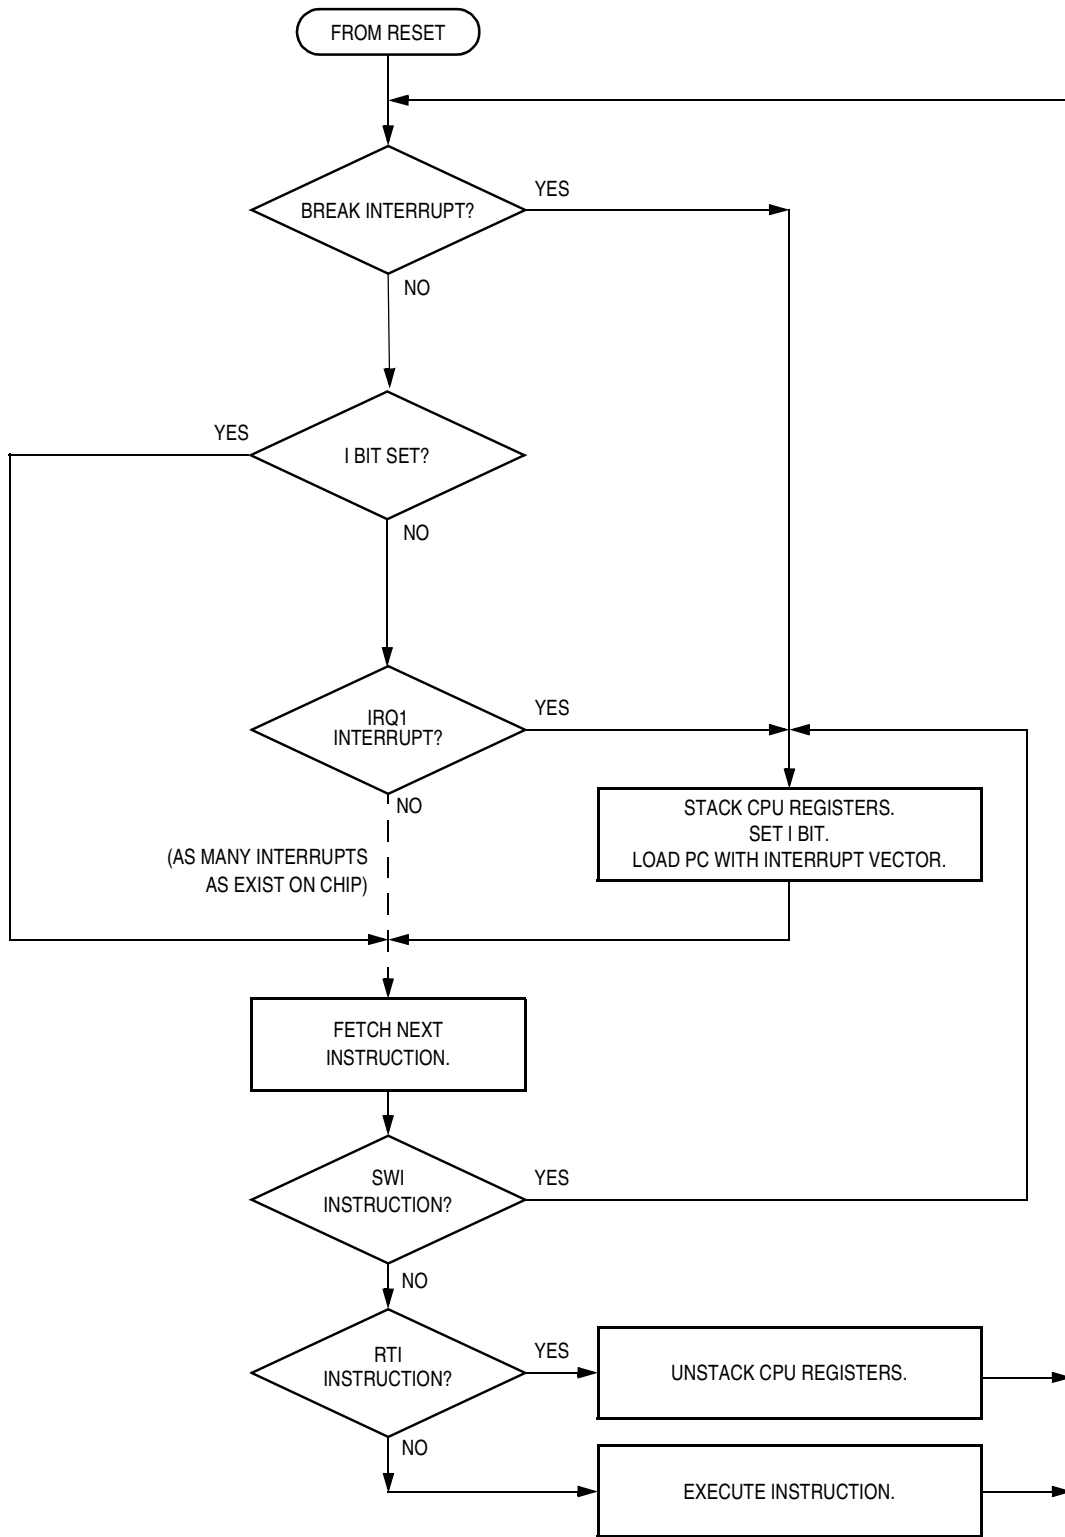 FROM RESET
BREAK INTERRUPT?
YES
NO
YES
I BIT SET?
NO
IRQ1
INTERRUPT?
YES
NO
(AS MANY INTERRUPTS
AS EXIST ON CHIP)
STACK CPU REGISTERS.
SET I BIT.
LOAD PC WITH INTERRUPT VECTOR.
FETCH NEXT
INSTRUCTION.
SWI
INSTRUCTION?
YES
NO
RTI
INSTRUCTION?
YES
UNSTACK CPU REGISTERS.
NO
EXECUTE INSTRUCTION.